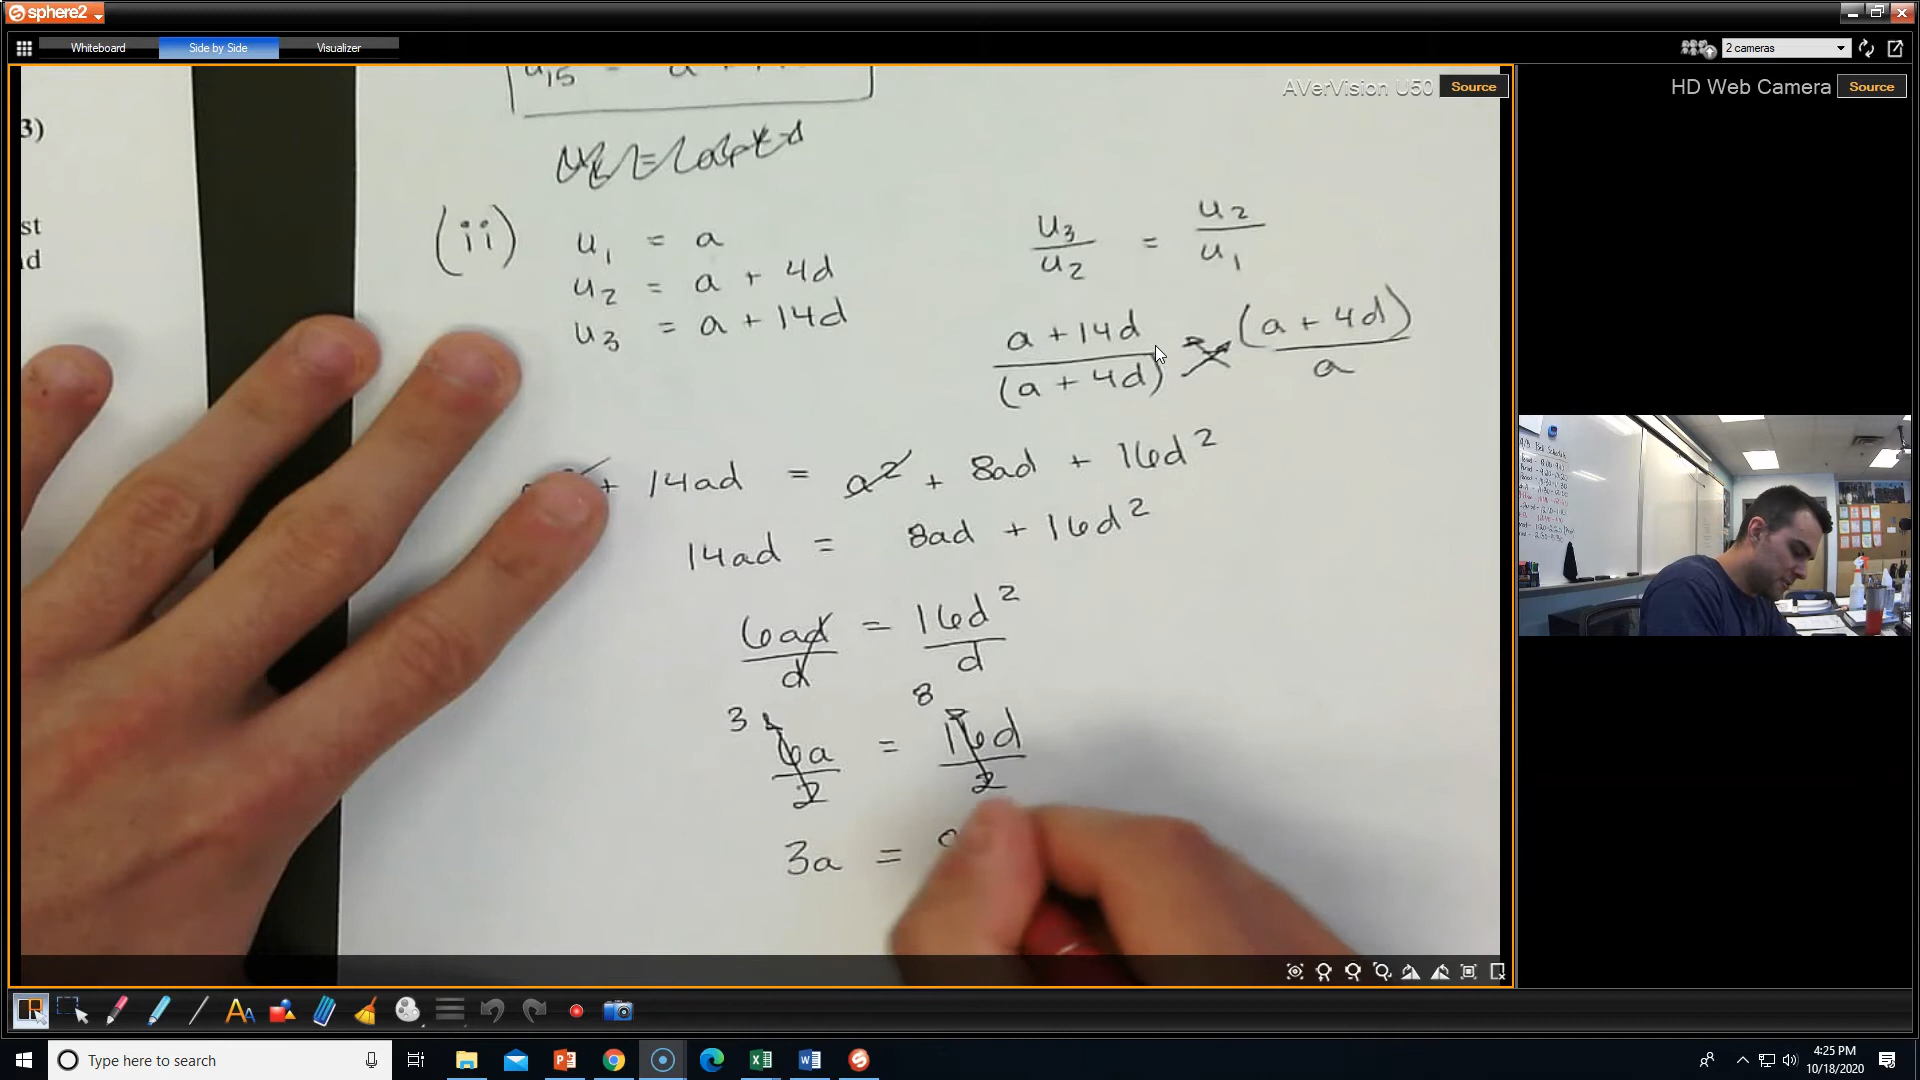 sphere2
Whiteboard
Side by Side
Visualizer
2 cameras
AVerVision U50
Source
HD Web Camera
Source
3)
st
u₁₅
(ii)
u₁ = a
u₂ = a + 4d
u₃ = a + 14d
u₃/u₂ = u₂/u₁
a + 14d/(a + 4d) (a + 4d)/a
+ 14ad = a² + 8ad + 16d²
14ad = 8ad + 16d²
6ad/d = 16d²/d
3 8
6a/2 = 16d/2
3a =
Type here to search
4:25 PM
10/18/2020